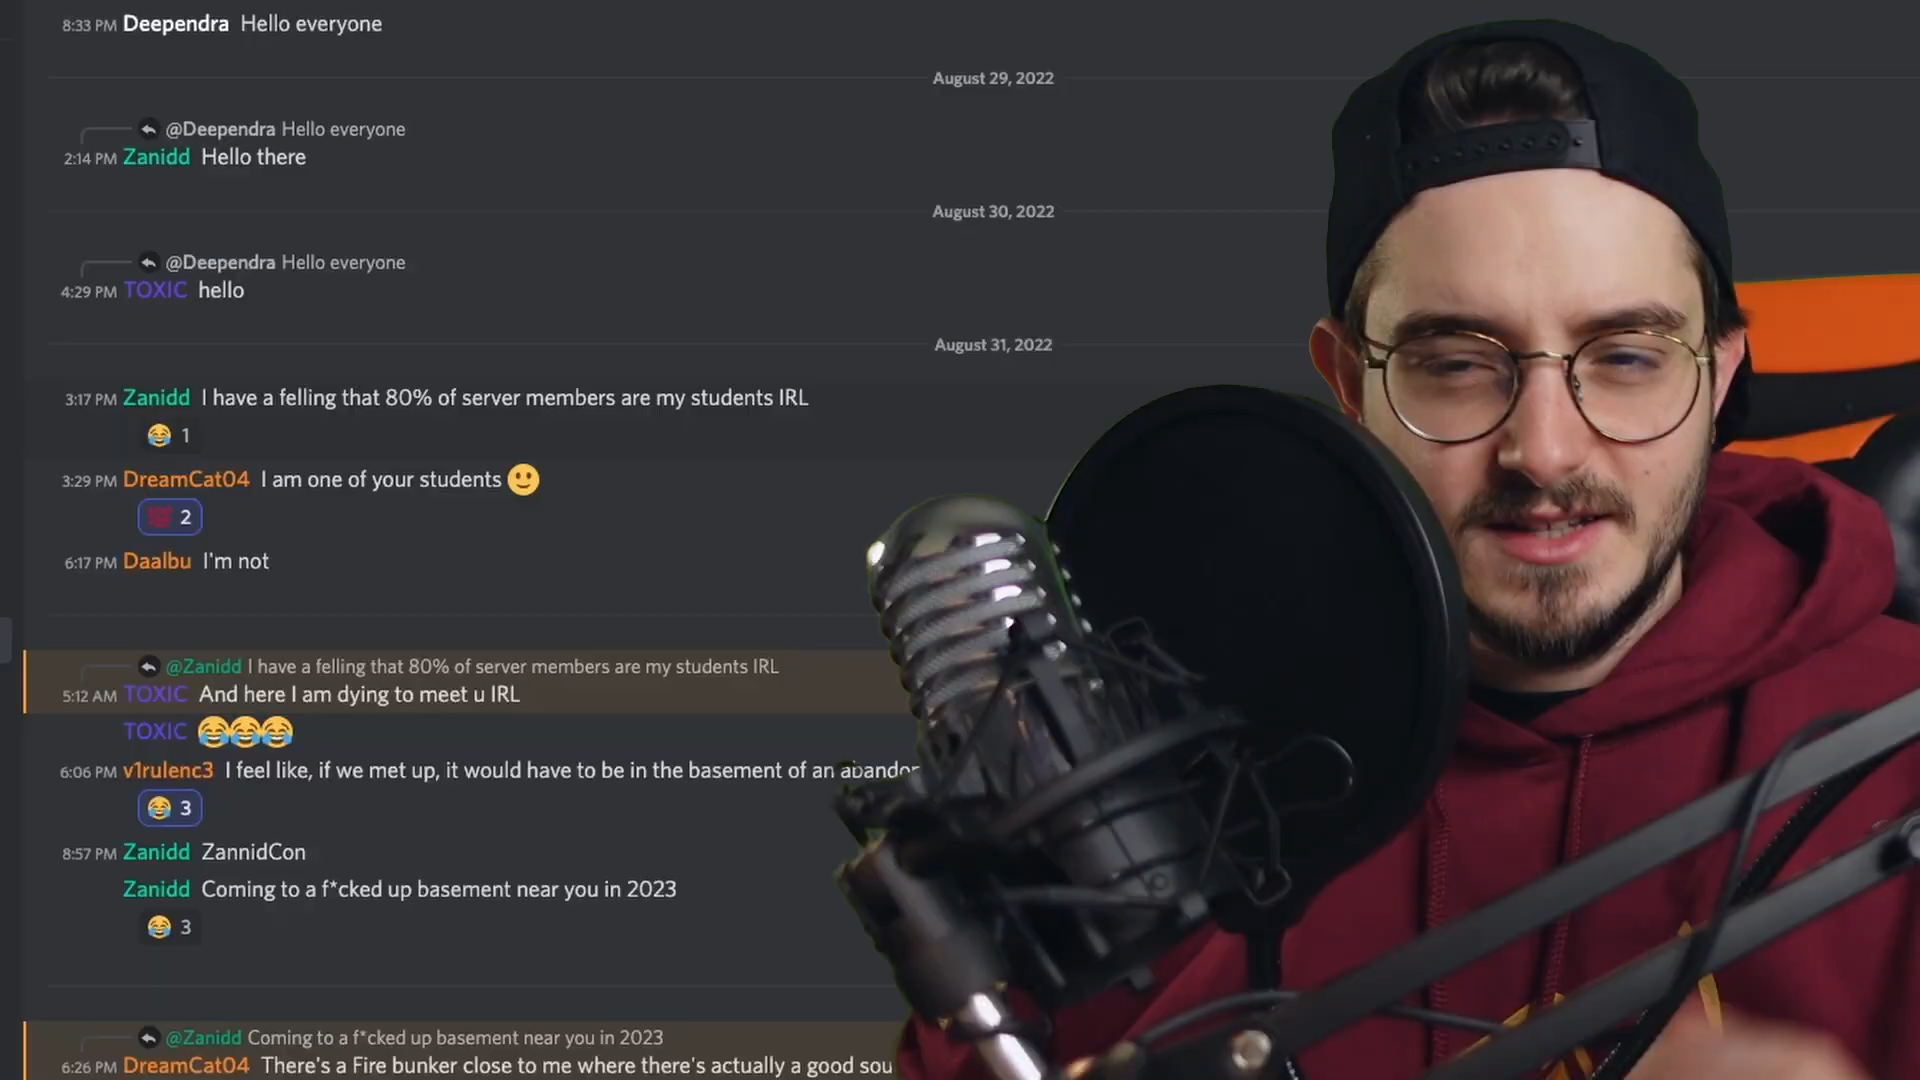 8:33 PM Deependra Hello everyone
August 29, 2022
@Deependra Hello everyone
2:14 PM Zanidd Hello there
August 30, 2022
@Deependra Hello everyone
4:29 PM TOXIC hello
August 31, 2022
3:17 PM Zanidd I have a felling that 80% of server members are my students IRL
😂 1
3:29 PM DreamCat04 I am one of your students 🙂
💯 2
6:17 PM Daalbu I'm not
@Zanidd I have a felling that 80% of server members are my students IRL
5:12 AM TOXIC And here I am dying to meet u IRL
TOXIC 😂😂😂
6:06 PM v1rulenc3 I feel like, if we met up, it would have to be in the basement of an
😂 3
8:57 PM Zanidd ZannidCon
Zanidd Coming to a f*cked up basement near you in 2023
😂 3
@Zanidd Coming to a f*cked up basement near you in 2023
6:26 PM DreamCat04 There's a Fire bunker close to me where there's actually a good